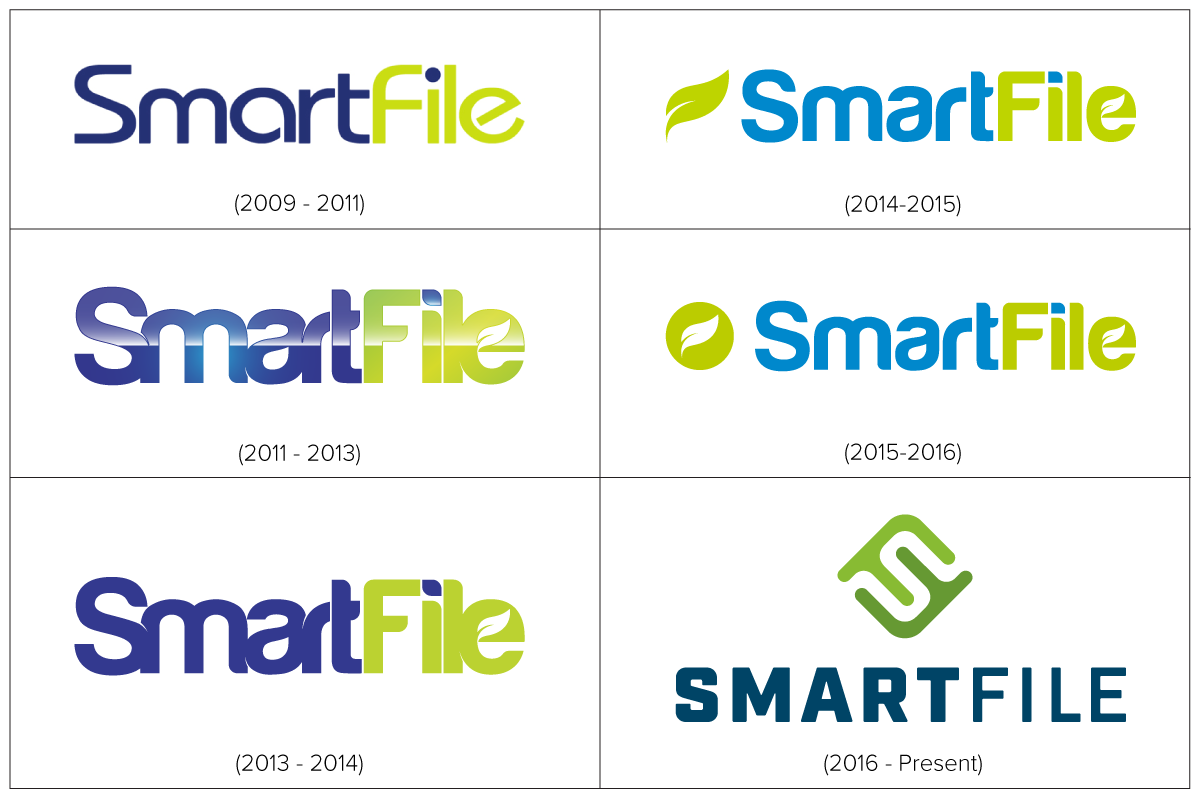 SmartFile
(2009 - 2011)
SmartFile
(2011 - 2013)
SmartFile
(2013 - 2014)
SmartFile
(2014-2015)
SmartFile
(2015-2016)
SMARTFILE
(2016 - Present)